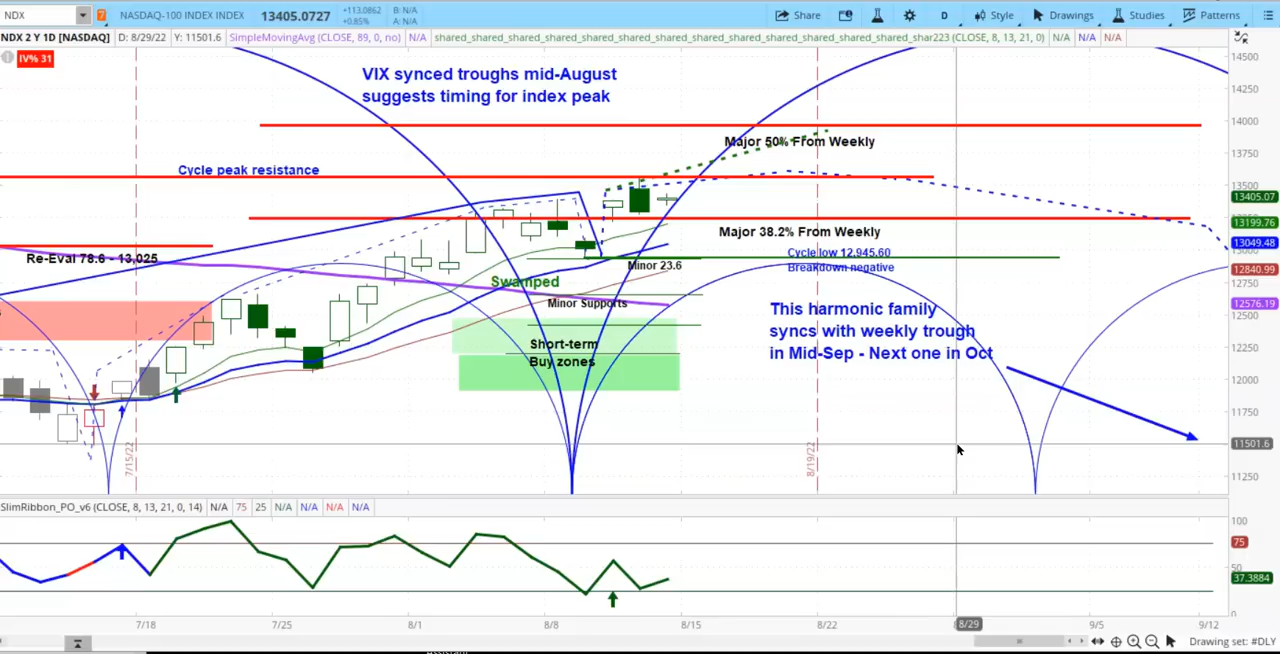 NDX
7
NASDAQ-100 INDEX INDEX
13405.0727
+113.0862
+0.85%
B: N/A
A: N/A
Share
D
Style
Drawings
Studies
Patterns
NDX 2 Y 1D [NASDAQ]
D: 8/29/22
Y: 11501.6
SimpleMovingAvg (CLOSE, 89, 0, no)
N/A
shared_shared_shared_shared_shared_shared_shared_shared_shared_shared_shared_shared_shared_shar223 (CLOSE, 8, 13, 21, 0)
N/A
N/A
N/A
IV% 31
VIX synced troughs mid-August
suggests timing for index peak
Major 50% From Weekly
Cycle peak resistance
Major 38.2% From Weekly
Cycle low 12,945.60
Breakdown negative
Re-Eval 78.6 - 13,025
Minor 23.6
Swamped
Minor Supports
This harmonic family
syncs with weekly trough
in Mid-Sep - Next one in Oct
Short-term
Buy zones
7/15/22
8/19/22
14500
14250
14000
13750
13500
13405.07
13199.76
13049.48
12840.99
12750
12576.19
12500
12250
12000
11750
11501.6
11250
SlimRibbon_PO_v6 (CLOSE, 8, 13, 21, 0, 14)
N/A
75
25
N/A
N/A
N/A
N/A
100
75
50
37.3884
0
7/18
7/25
8/1
8/8
8/15
8/22
8/29
9/5
9/12
Drawing set: #DLY